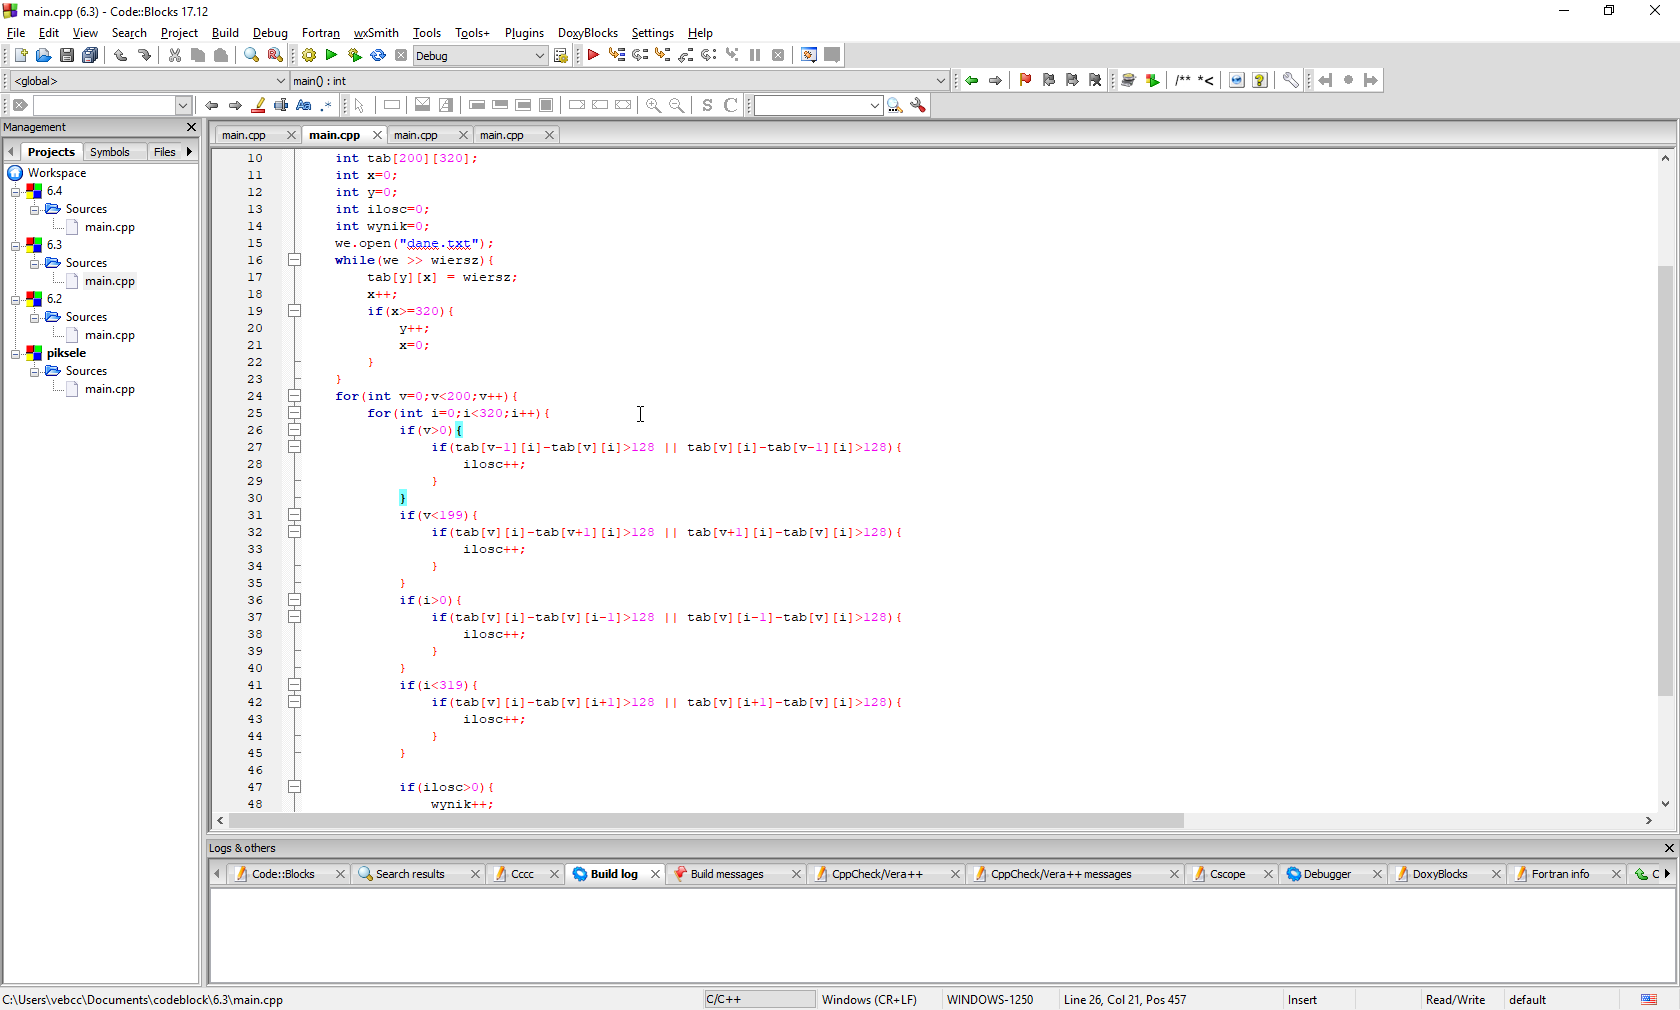 main.cpp (6.3) - Code::Blocks 17.12
File Edit View Search Project Build Debug Fortran wxSmith Tools Tools+ Plugins DoxyBlocks Settings Help
Debug
<global> main() : int
/** *<
Aa .* S C
Management
main.cpp main.cpp main.cpp main.cpp
Projects Symbols Files
Workspace
6.4
Sources
main.cpp
6.3
Sources
main.cpp
6.2
Sources
main.cpp
piksele
Sources
main.cpp
10 int tab[200][320];
11 int x=0;
12 int y=0;
13 int ilosc=0;
14 int wynik=0;
15 we.open("dane.txt");
16 while(we >> wiersz){
17 tab[y][x] = wiersz;
18 x++;
19 if(x>=320){
20 y++;
21 x=0;
22 }
23 }
24 for(int v=0;v<200;v++){
25 for(int i=0;i<320;i++){
26 if(v>0){
27 if(tab[v-1][i]-tab[v][i]>128 || tab[v][i]-tab[v-1][i]>128){
28 ilosc++;
29 }
30 }
31 if(v<199){
32 if(tab[v][i]-tab[v+1][i]>128 || tab[v+1][i]-tab[v][i]>128){
33 ilosc++;
34 }
35 }
36 if(i>0){
37 if(tab[v][i]-tab[v][i-1]>128 || tab[v][i-1]-tab[v][i]>128){
38 ilosc++;
39 }
40 }
41 if(i<319){
42 if(tab[v][i]-tab[v][i+1]>128 || tab[v][i+1]-tab[v][i]>128){
43 ilosc++;
44 }
45 }
46
47 if(ilosc>0){
48 wynik++;
Logs & others
Code::Blocks Search results Cccc Build log Build messages CppCheck/Vera++ CppCheck/Vera++ messages Cscope Debugger DoxyBlocks Fortran info C
C:\Users\vebcc\Documents\codeblock\6.3\main.cpp C/C++ Windows (CR+LF) WINDOWS-1250 Line 26, Col 21, Pos 457 Insert Read/Write default